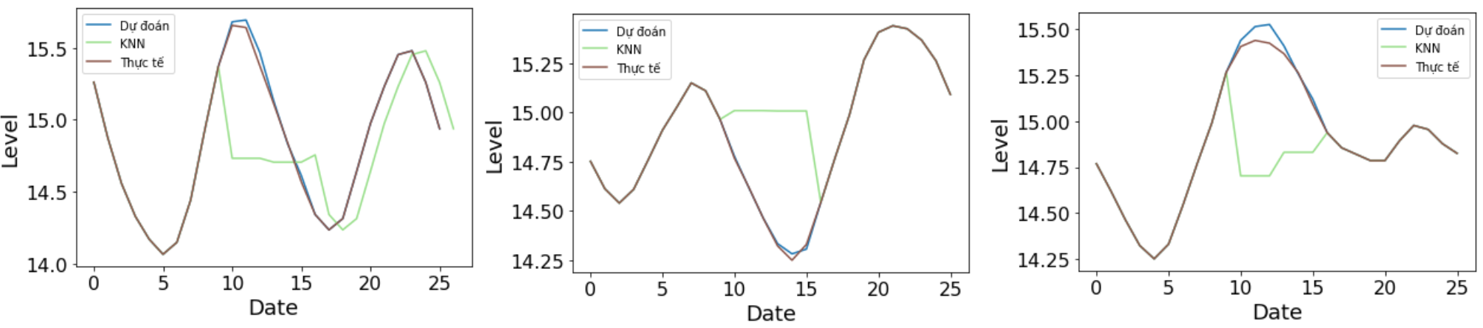 Dự đoán
KNN
Thực tế
15.5
15.0
14.5
14.0
Level
0 5 10 15 20 25
Date
Dự đoán
KNN
Thực tế
15.25
15.00
14.75
14.50
14.25
Level
0 5 10 15 20 25
Date
Dự đoán
KNN
Thực tế
15.50
15.25
15.00
14.75
14.50
14.25
Level
0 5 10 15 20 25
Date